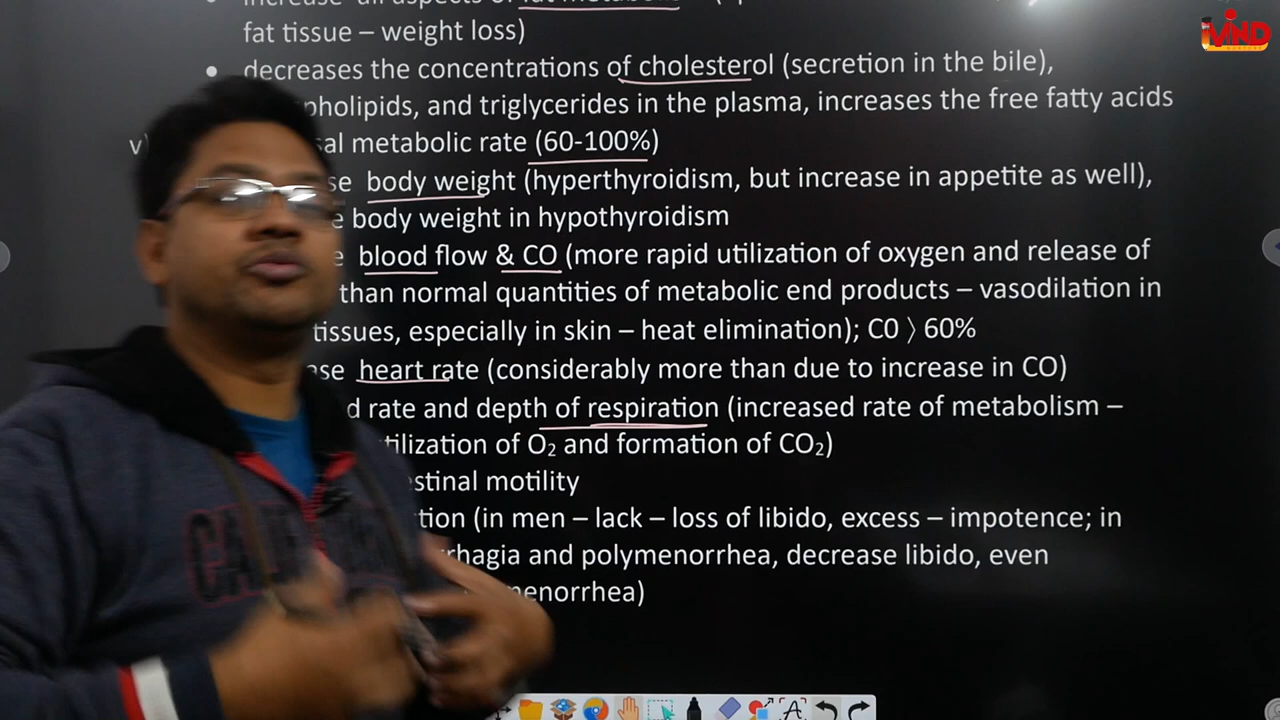 fat tissue – weight loss)
• decreases the concentrations of cholesterol (secretion in the bile),
pholipids, and triglycerides in the plasma, increases the free fatty acids
v) al metabolic rate (60-100%)
se body weight (hyperthyroidism, but increase in appetite as well),
e body weight in hypothyroidism
e blood flow & CO (more rapid utilization of oxygen and release of
than normal quantities of metabolic end products – vasodilation in
tissues, especially in skin – heat elimination); C0 〉 60%
ase heart rate (considerably more than due to increase in CO)
d rate and depth of respiration (increased rate of metabolism –
tilization of O₂ and formation of CO₂)
estinal motility
tion (in men – lack – loss of libido, excess – impotence; in
rhagia and polymenorrhea, decrease libido, even
menorrhea)
iVIND